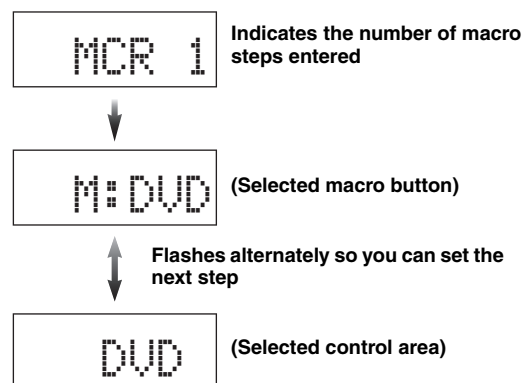 MCR 1
Indicates the number of macro
steps entered
M:DVD
(Selected macro button)
Flashes alternately so you can set the
next step
DVD
(Selected control area)